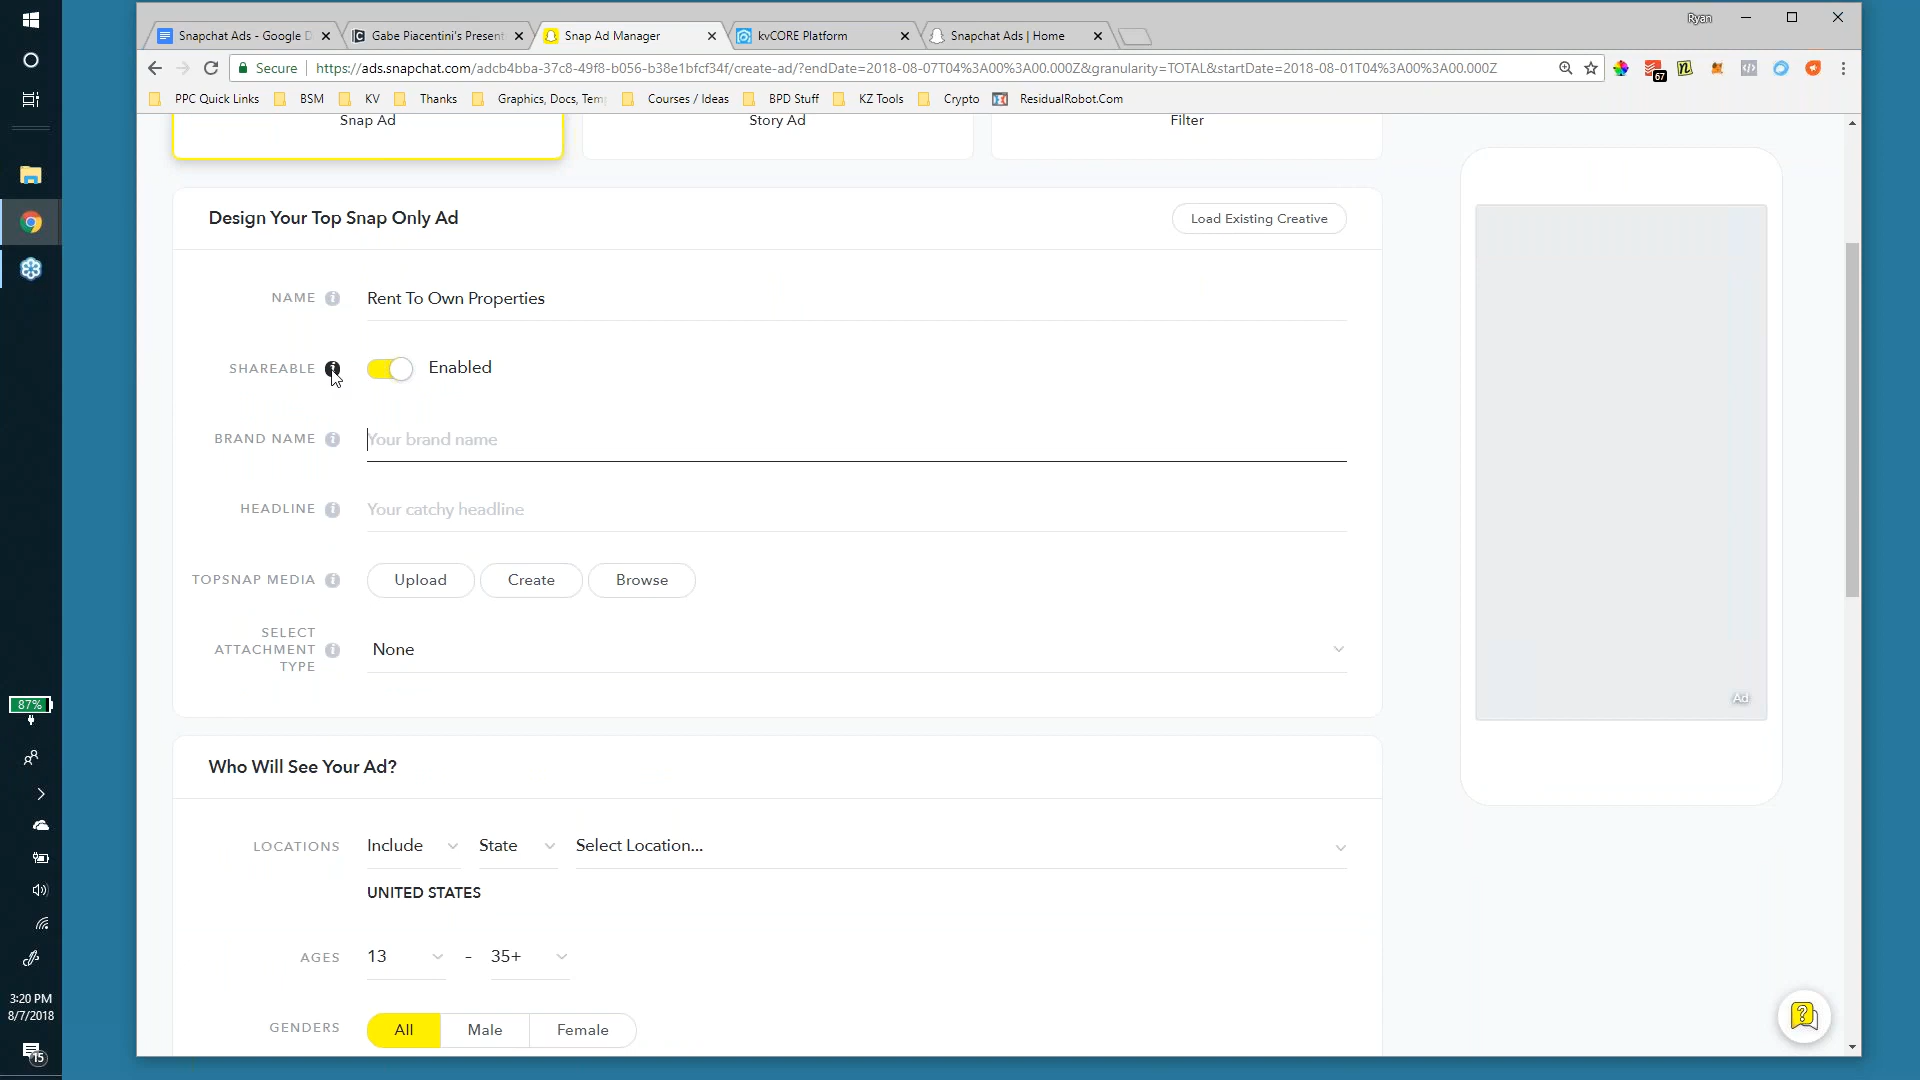 Ryan
Snapchat Ads - Google D
Gabe Piacentini's Present
Snap Ad Manager
kvCORE Platform
Snapchat Ads | Home
Secure
https://ads.snapchat.com/adcb4bba-37c8-49f8-b056-b38e1bfcf34f/create-ad/?endDate=2018-08-07T04%3A00%3A00.000Z&granularity=TOTAL&startDate=2018-08-01T04%3A00%3A00.000Z
67
PPC Quick Links
BSM
KV
Thanks
Graphics, Docs, Temp
Courses / Ideas
BPD Stuff
KZ Tools
Crypto
ResidualRobot.Com
Snap Ad
Story Ad
Filter
Design Your Top Snap Only Ad
Load Existing Creative
NAME
Rent To Own Properties
SHAREABLE
Enabled
BRAND NAME
Your brand name
HEADLINE
Your catchy headline
TOPSNAP MEDIA
Upload
Create
Browse
SELECT
ATTACHMENT
TYPE
None
Ad
Who Will See Your Ad?
LOCATIONS
Include
State
Select Location...
UNITED STATES
AGES
13
-
35+
GENDERS
All
Male
Female
87%
3:20 PM
8/7/2018
15